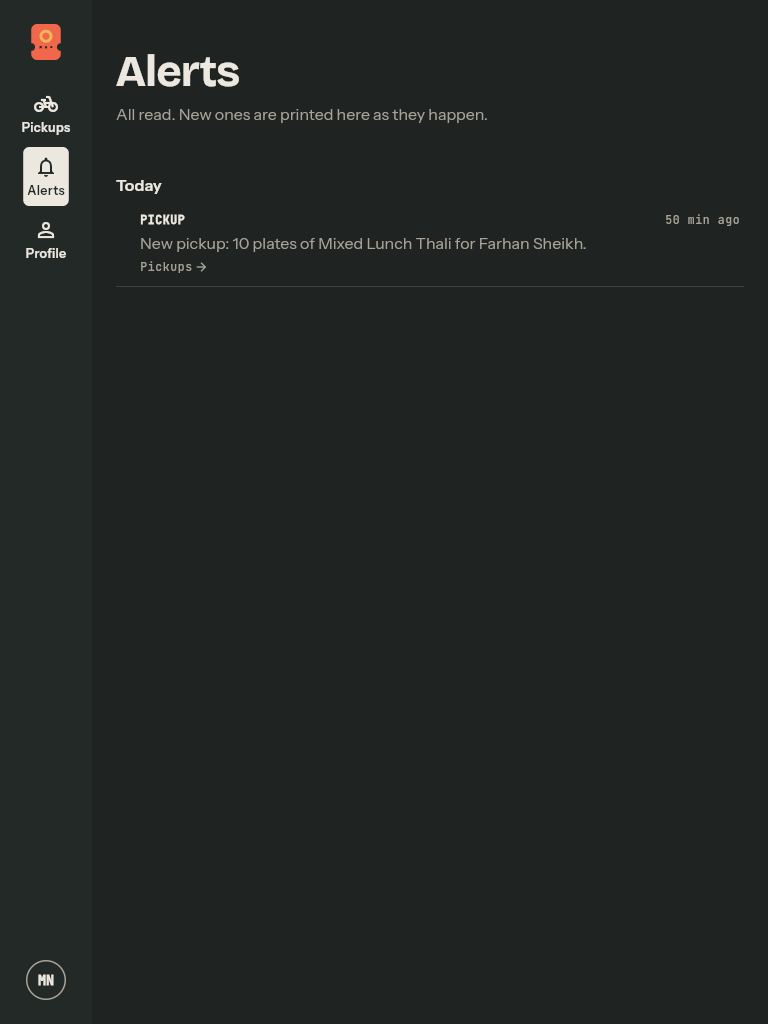 Pickups
Alerts
Profile
MN
Alerts
All read. New ones are printed here as they happen.
Today
PICKUP 50 min ago
New pickup: 10 plates of Mixed Lunch Thali for Farhan Sheikh.
Pickups →